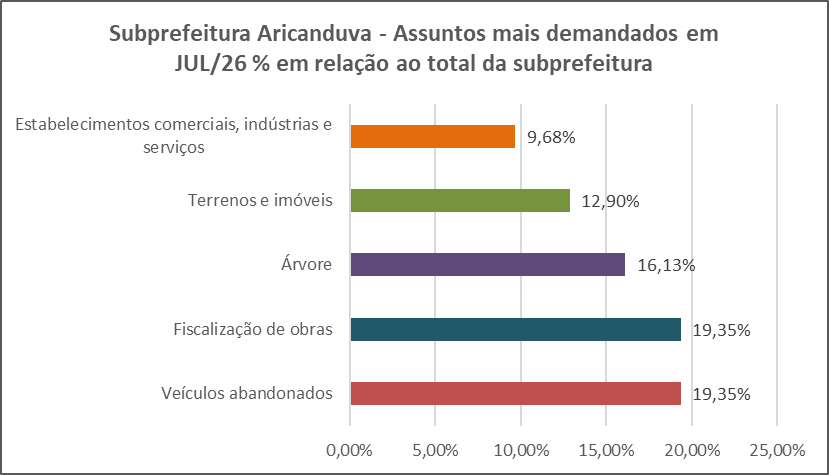 Subprefeitura Aricanduva - Assuntos mais demandados em
JUL/26 % em relação ao total da subprefeitura
Estabelecimentos comerciais, indústrias e
serviços
9,68%
Terrenos e imóveis
12,90%
Árvore
16,13%
Fiscalização de obras
19,35%
Veículos abandonados
19,35%
0,00% 5,00% 10,00% 15,00% 20,00% 25,00%